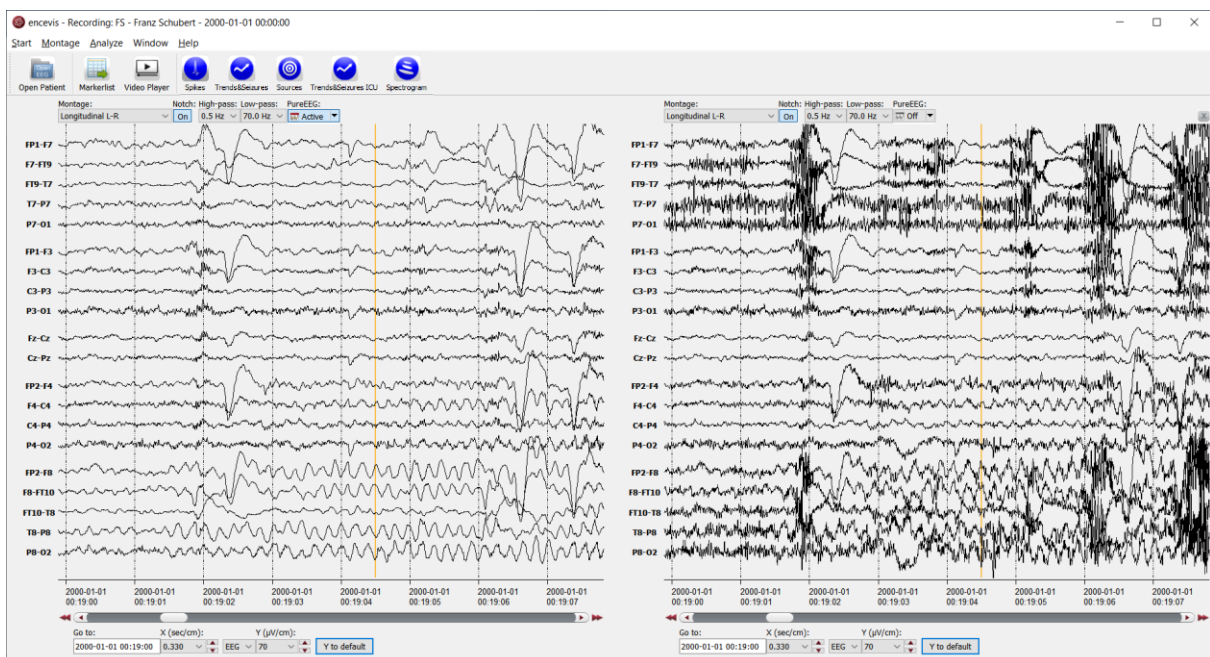 encevis - Recording: FS - Franz Schubert - 2000-01-01 00:00:00
Start Montage Analyze Window Help
Open EEG
Open Patient Markerlist Video Player Spikes Trends&Seizures Sources Trends&Seizures ICU Spectrogram
Montage: Notch: High-pass: Low-pass: PureEEG:
Longitudinal L-R On 0.5 Hz 70.0 Hz Active
FP1-F7
F7-FT9
FT9-T7
T7-P7
P7-O1
FP1-F3
F3-C3
C3-P3
P3-O1
Fz-Cz
Cz-Pz
FP2-F4
F4-C4
C4-P4
P4-O2
FP2-F8
F8-FT10
FT10-T8
T8-P8
P8-O2
2000-01-01 2000-01-01 2000-01-01 2000-01-01 2000-01-01 2000-01-01 2000-01-01 2000-01-01
00:19:00 00:19:01 00:19:02 00:19:03 00:19:04 00:19:05 00:19:06 00:19:07
Go to: X (sec/cm): Y (µV/cm):
2000-01-01 00:19:00 0.330 EEG 70 Y to default
Montage: Notch: High-pass: Low-pass: PureEEG:
Longitudinal L-R On 0.5 Hz 70.0 Hz Off
FP1-F7
F7-FT9
FT9-T7
T7-P7
P7-O1
FP1-F3
F3-C3
C3-P3
P3-O1
Fz-Cz
Cz-Pz
FP2-F4
F4-C4
C4-P4
P4-O2
FP2-F8
F8-FT10
FT10-T8
T8-P8
P8-O2
2000-01-01 2000-01-01 2000-01-01 2000-01-01 2000-01-01 2000-01-01 2000-01-01 2000-01-01
00:19:00 00:19:01 00:19:02 00:19:03 00:19:04 00:19:05 00:19:06 00:19:07
Go to: X (sec/cm): Y (µV/cm):
2000-01-01 00:19:00 0.330 EEG 70 Y to default